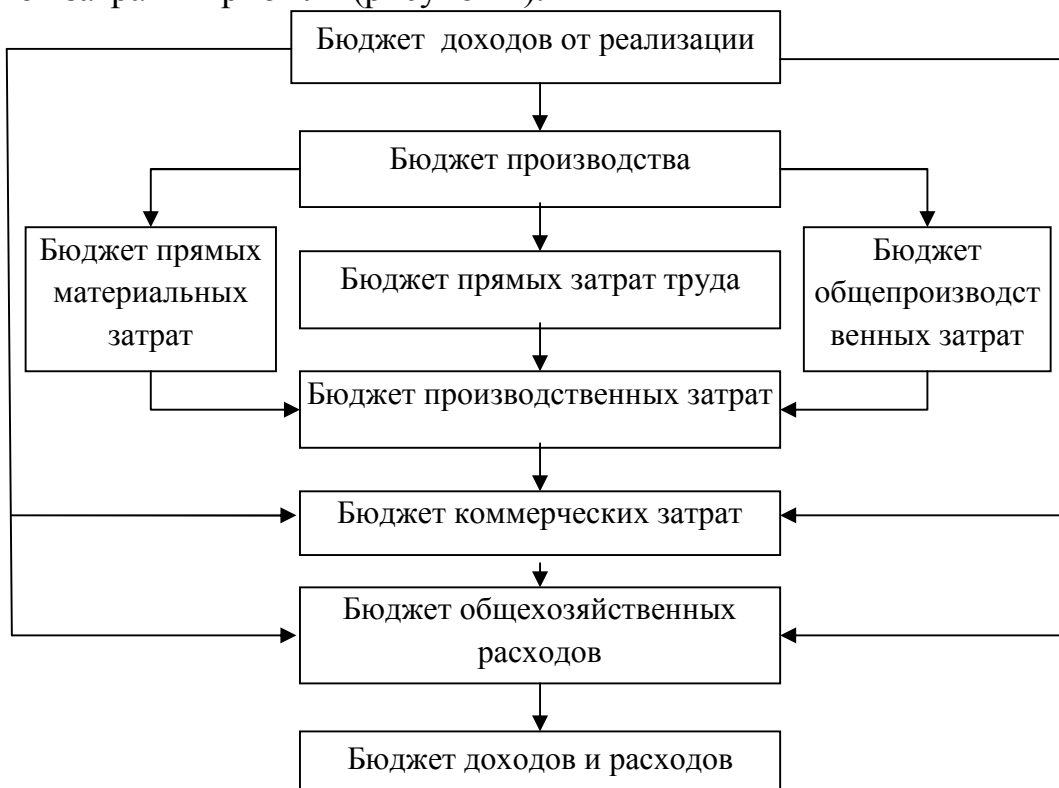 Бюджет доходов от реализации
Бюджет производства
Бюджет прямых
материальных
затрат
Бюджет прямых затрат труда
Бюджет
общепроизводст
венных затрат
Бюджет производственных затрат
Бюджет коммерческих затрат
Бюджет общехозяйственных
расходов
Бюджет доходов и расходов